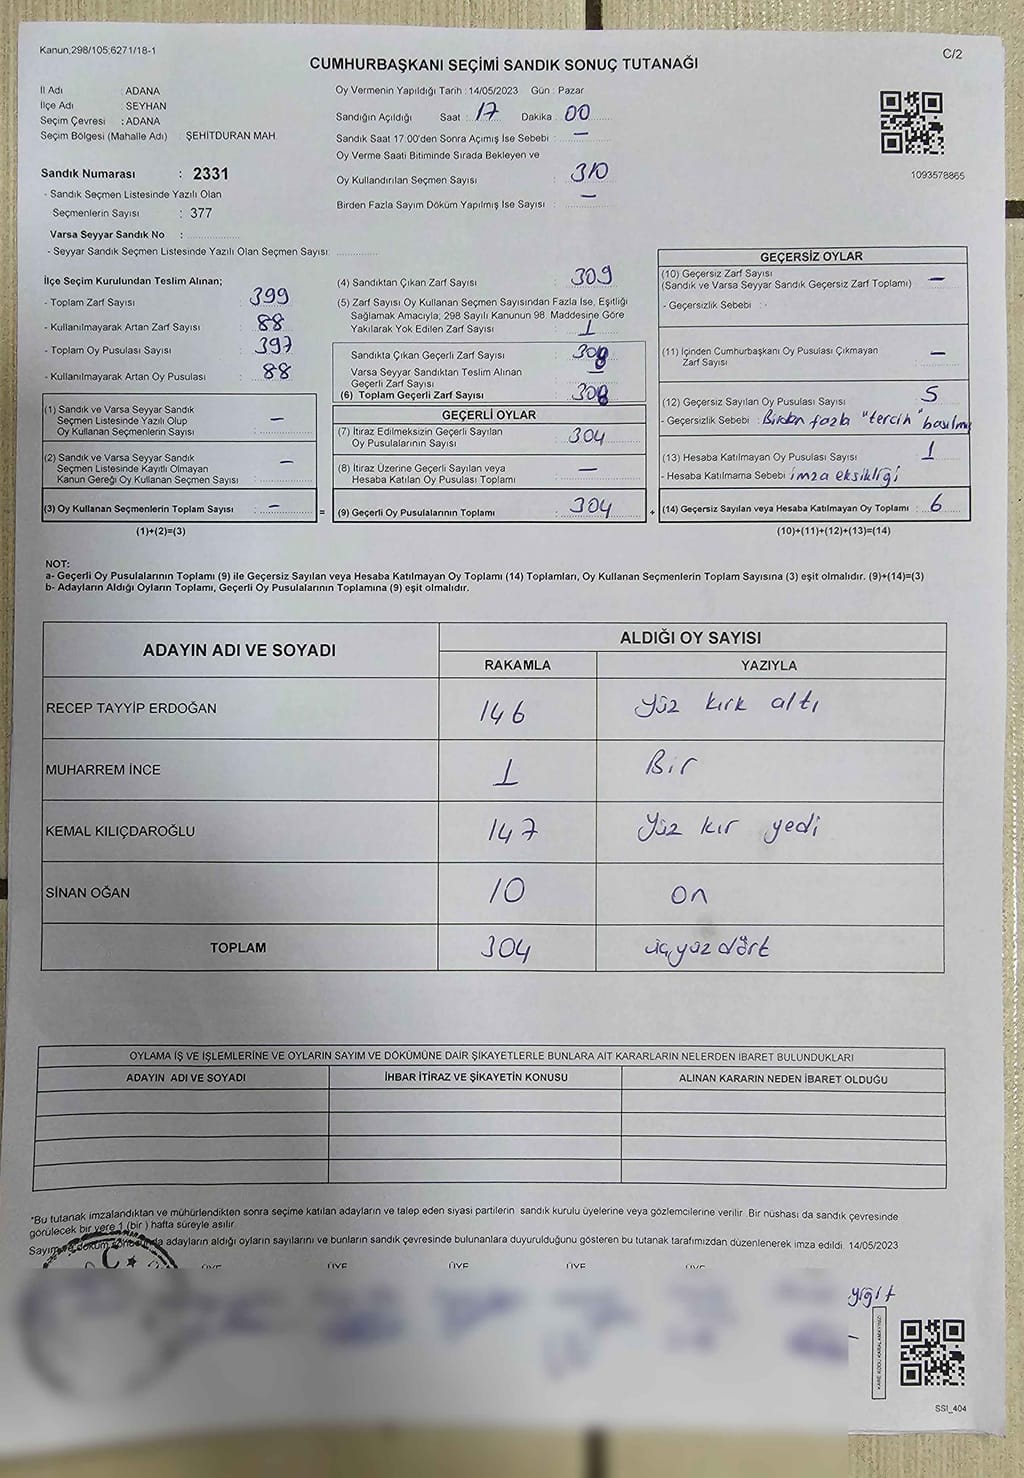 Kanun,298/105;6271/18-1
C/2
CUMHURBAŞKANI SEÇİMİ SANDIK SONUÇ TUTANAĞI
İl Adı : ADANA
İlçe Adı : SEYHAN
Seçim Çevresi : ADANA
Seçim Bölgesi (Mahalle Adı) ŞEHİTDURAN MAH.
Sandık Numarası : 2331
- Sandık Seçmen Listesinde Yazılı Olan
Seçmenlerin Sayısı : 377
Varsa Seyyar Sandık No :
- Seyyar Sandık Seçmen Listesinde Yazılı Olan Seçmen Sayısı:
Oy Vermenin Yapıldığı Tarih : 14/05/2023 Gün : Pazar
Sandığın Açıldığı Saat : 17 Dakika : 00
Sandık Saat 17:00'den Sonra Açımış İse Sebebi : —
Oy Verme Saati Bitiminde Sırada Bekleyen ve
Oy Kullandırılan Seçmen Sayısı : 310
Birden Fazla Sayım Döküm Yapılmış İse Sayısı : —
1093578865
İlçe Seçim Kurulundan Teslim Alınan;
- Toplam Zarf Sayısı : 399
- Kullanılmayarak Artan Zarf Sayısı : 88
- Toplam Oy Pusulası Sayısı : 397
- Kullanılmayarak Artan Oy Pusulası : 88
(1) Sandık ve Varsa Seyyar Sandık
Seçmen Listesinde Yazılı Olup
Oy Kullanan Seçmenlerin Sayısı : —
(2) Sandık ve Varsa Seyyar Sandık
Seçmen Listesinde Kayıtlı Olmayan
Kanun Gereği Oy Kullanan Seçmen Sayısı : —
(3) Oy Kullanan Seçmenlerin Toplam Sayısı : —
(1)+(2)=(3)
(4) Sandıktan Çıkan Zarf Sayısı : 309
(5) Zarf Sayısı Oy Kullanan Seçmen Sayısından Fazla İse, Eşitliği
Sağlamak Amacıyla; 298 Sayılı Kanunun 98. Maddesine Göre
Yakılarak Yok Edilen Zarf Sayısı : 1
Sandıkta Çıkan Geçerli Zarf Sayısı : 308
Varsa Seyyar Sandıktan Teslim Alınan
Geçerli Zarf Sayısı : —
(6) Toplam Geçerli Zarf Sayısı : 308
GEÇERLİ OYLAR
(7) İtiraz Edilmeksizin Geçerli Sayılan
Oy Pusulalarının Sayısı : 304
(8) İtiraz Üzerine Geçerli Sayılan veya
Hesaba Katılan Oy Pusulası Toplamı : —
= (9) Geçerli Oy Pusulalarının Toplamı : 304
GEÇERSİZ OYLAR
(10) Geçersiz Zarf Sayısı
(Sandık ve Varsa Seyyar Sandık Geçersiz Zarf Toplamı) : —
- Geçersizlik Sebebi : -
(11) İçinden Cumhurbaşkanı Oy Pusulası Çıkmayan
Zarf Sayısı : —
(12) Geçersiz Sayılan Oy Pusulası Sayısı : 5
- Geçersizlik Sebebi : Birden fazla "tercih" basılmı
(13) Hesaba Katılmayan Oy Pusulası Sayısı : 1
- Hesaba Katılmama Sebebi : imza eksikliği
+ (14) Geçersiz Sayılan veya Hesaba Katılmayan Oy Toplamı : 6
(10)+(11)+(12)+(13)=(14)
NOT:
a- Geçerli Oy Pusulalarının Toplamı (9) ile Geçersiz Sayılan veya Hesaba Katılmayan Oy Toplamı (14) Toplamları, Oy Kullanan Seçmenlerin Toplam Sayısına (3) eşit olmalıdır. (9)+(14)=(3)
b- Adayların Aldığı Oyların Toplamı, Geçerli Oy Pusulalarının Toplamına (9) eşit olmalıdır.
ADAYIN ADI VE SOYADI ALDIĞI OY SAYISI
RAKAMLA YAZIYLA
RECEP TAYYİP ERDOĞAN 146 Yüz kırk altı
MUHARREM İNCE 1 Bir
KEMAL KILIÇDAROĞLU 147 Yüz kır yedi
SİNAN OĞAN 10 on
TOPLAM 304 üçyüz dört
OYLAMA İŞ VE İŞLEMLERİNE VE OYLARIN SAYIM VE DÖKÜMÜNE DAİR ŞİKAYETLERLE BUNLARA AİT KARARLARIN NELERDEN İBARET BULUNDUKLARI
ADAYIN ADI VE SOYADI İHBAR İTİRAZ VE ŞİKAYETİN KONUSU ALINAN KARARIN NEDEN İBARET OLDUĞU
"Bu tutanak imzalandıktan ve mühürlendikten sonra seçime katılan adayların ve talep eden siyasi partilerin sandık kurulu üyelerine veya gözlemcilerine verilir. Bir nüshası da sandık çevresinde
görülecek bir yere 1 (bir ) hafta süreyle asılır.
Sayım ve döküm sonucunda adayların aldığı oyların sayılarını ve bunların sandık çevresinde bulunanlara duyurulduğunu gösteren bu tutanak tarafımızdan düzenlenerek imza edildi. 14/05/2023
ÜYE ÜYE ÜYE ÜYE ÜYE
yiğit
SSI_404